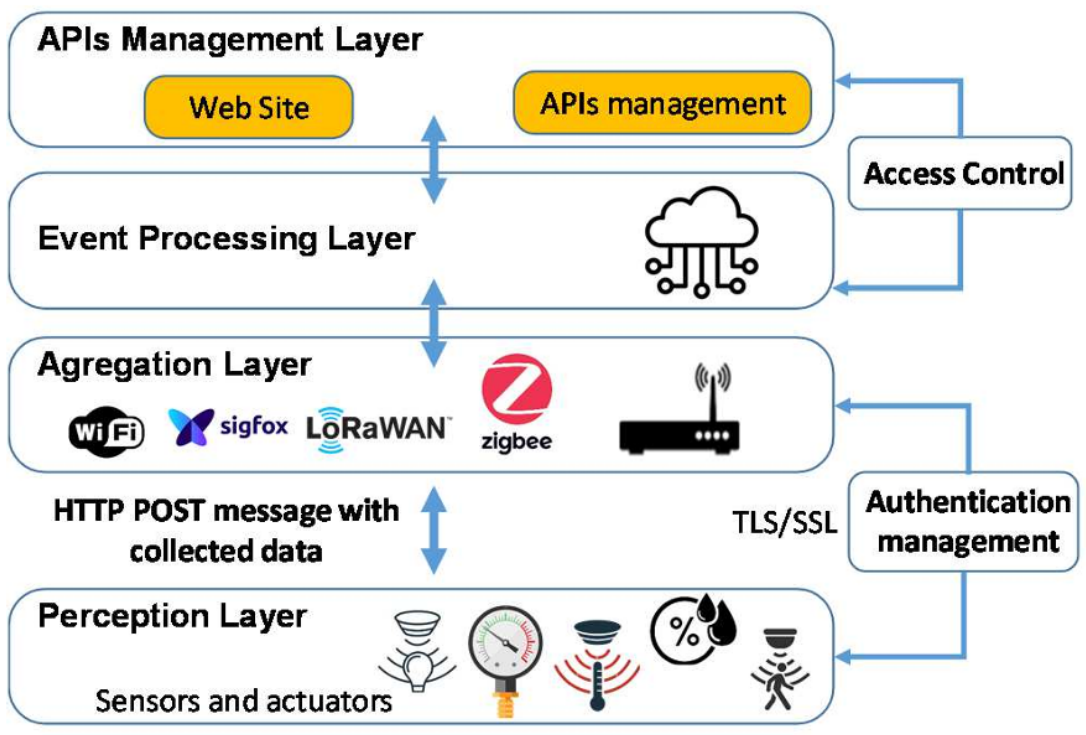 APIs Management Layer
Web Site
APIs management
Access Control
Event Processing Layer
Agregation Layer
WiFi
sigfox
LoRaWAN™
zigbee
HTTP POST message with
collected data
TLS/SSL
Authentication
management
Perception Layer
%
Sensors and actuators